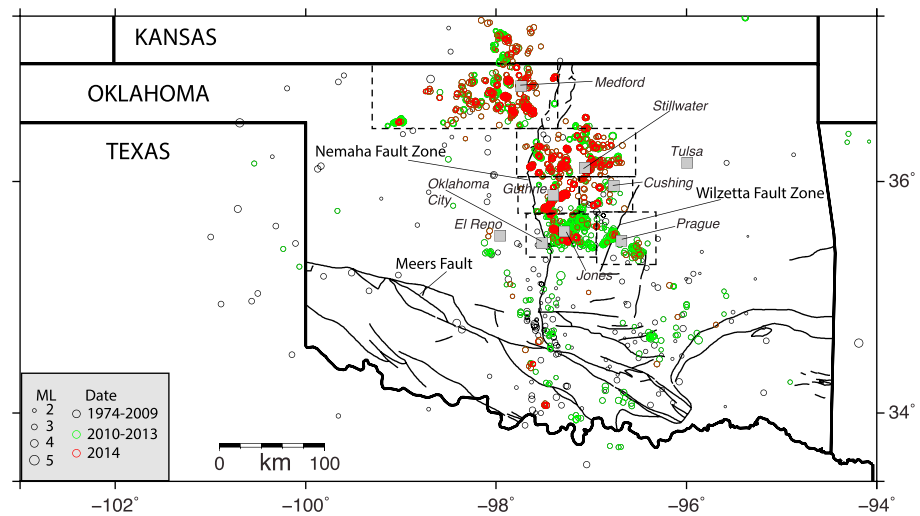 KANSAS
OKLAHOMA
TEXAS
Medford
Stillwater
Nemaha Fault Zone
Tulsa
36°
Oklahoma
City
Guthrie
Cushing
Wilzetta Fault Zone
El Reno
Prague
Meers Fault
Jones
ML
Date
2
1974-2009
3
2010-2013
4
2014
5
0
km
100
34°
−102°
−100°
−98°
−96°
−94°